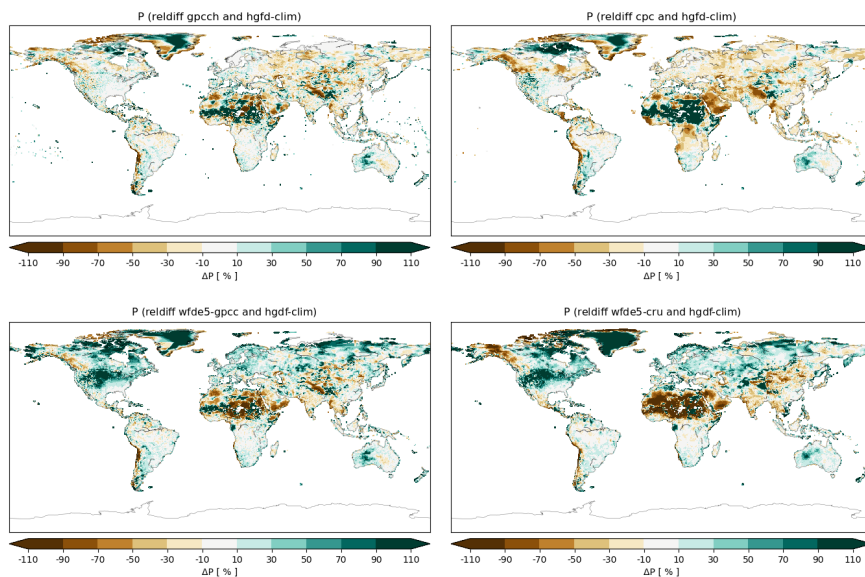 P (reldiff gpcch and hgfd-clim)
-110 -90 -70 -50 -30 -10 10 30 50 70 90 110
ΔP [ % ]
P (reldiff cpc and hgfd-clim)
-110 -90 -70 -50 -30 -10 10 30 50 70 90 110
ΔP [ % ]
P (reldiff wfde5-gpcc and hgdf-clim)
-110 -90 -70 -50 -30 -10 10 30 50 70 90 110
ΔP [ % ]
P (reldiff wfde5-cru and hgdf-clim)
-110 -90 -70 -50 -30 -10 10 30 50 70 90 110
ΔP [ % ]